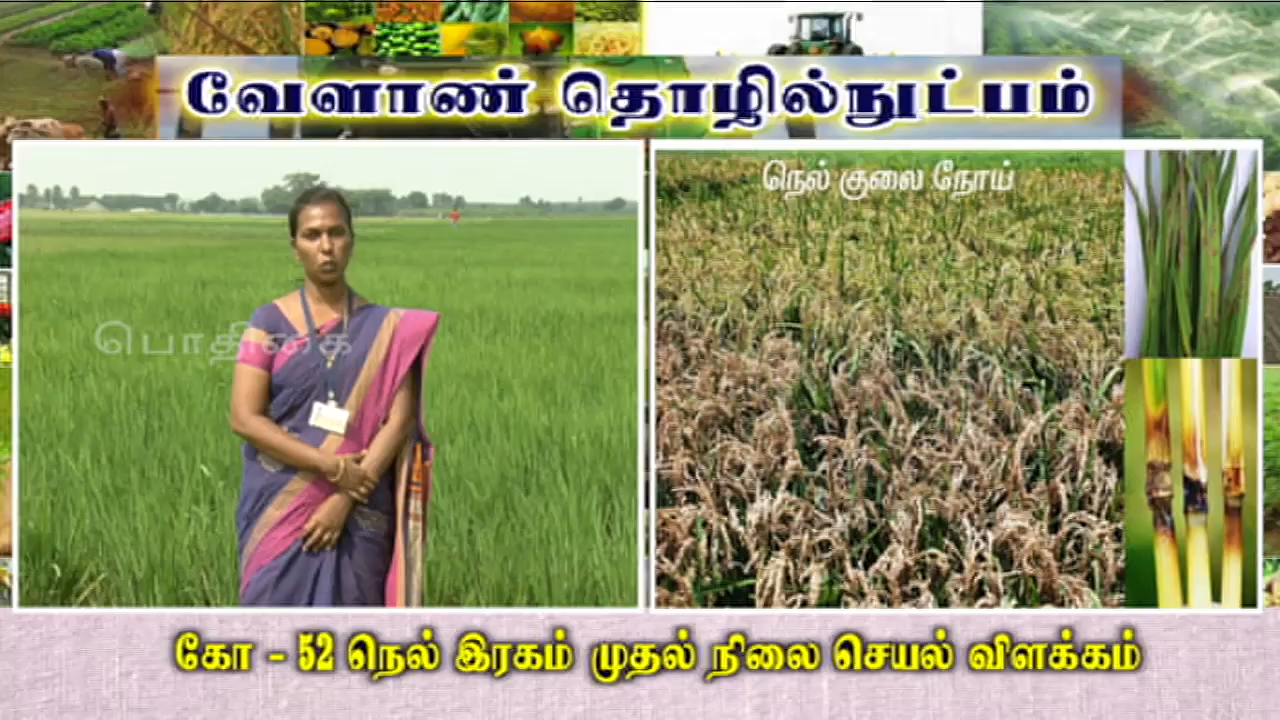 வேளாண் தொழில்நுட்பம்
நெல் குலை நோய்
பொதிகை
கோ - 52 நெல் இரகம் முதல் நிலை செயல் விளக்கம்